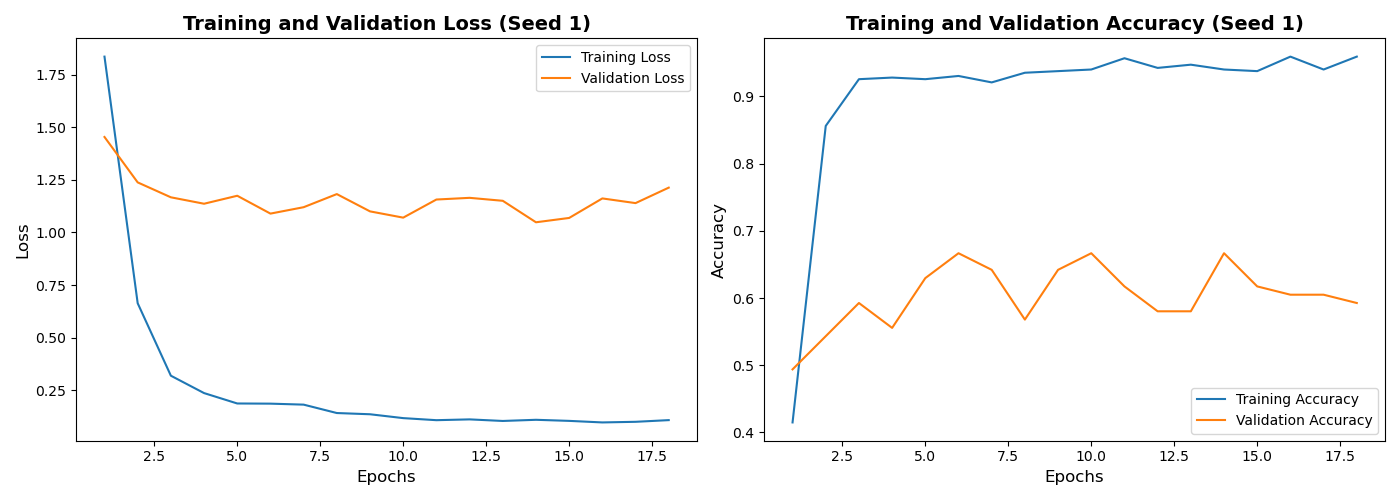 Training and Validation Loss (Seed 1)
Training Loss
Validation Loss
1.75
1.50
1.25
1.00
0.75
0.50
0.25
Loss
2.5 5.0 7.5 10.0 12.5 15.0 17.5
Epochs
Training and Validation Accuracy (Seed 1)
0.9
0.8
0.7
0.6
0.5
0.4
Accuracy
Training Accuracy
Validation Accuracy
2.5 5.0 7.5 10.0 12.5 15.0 17.5
Epochs